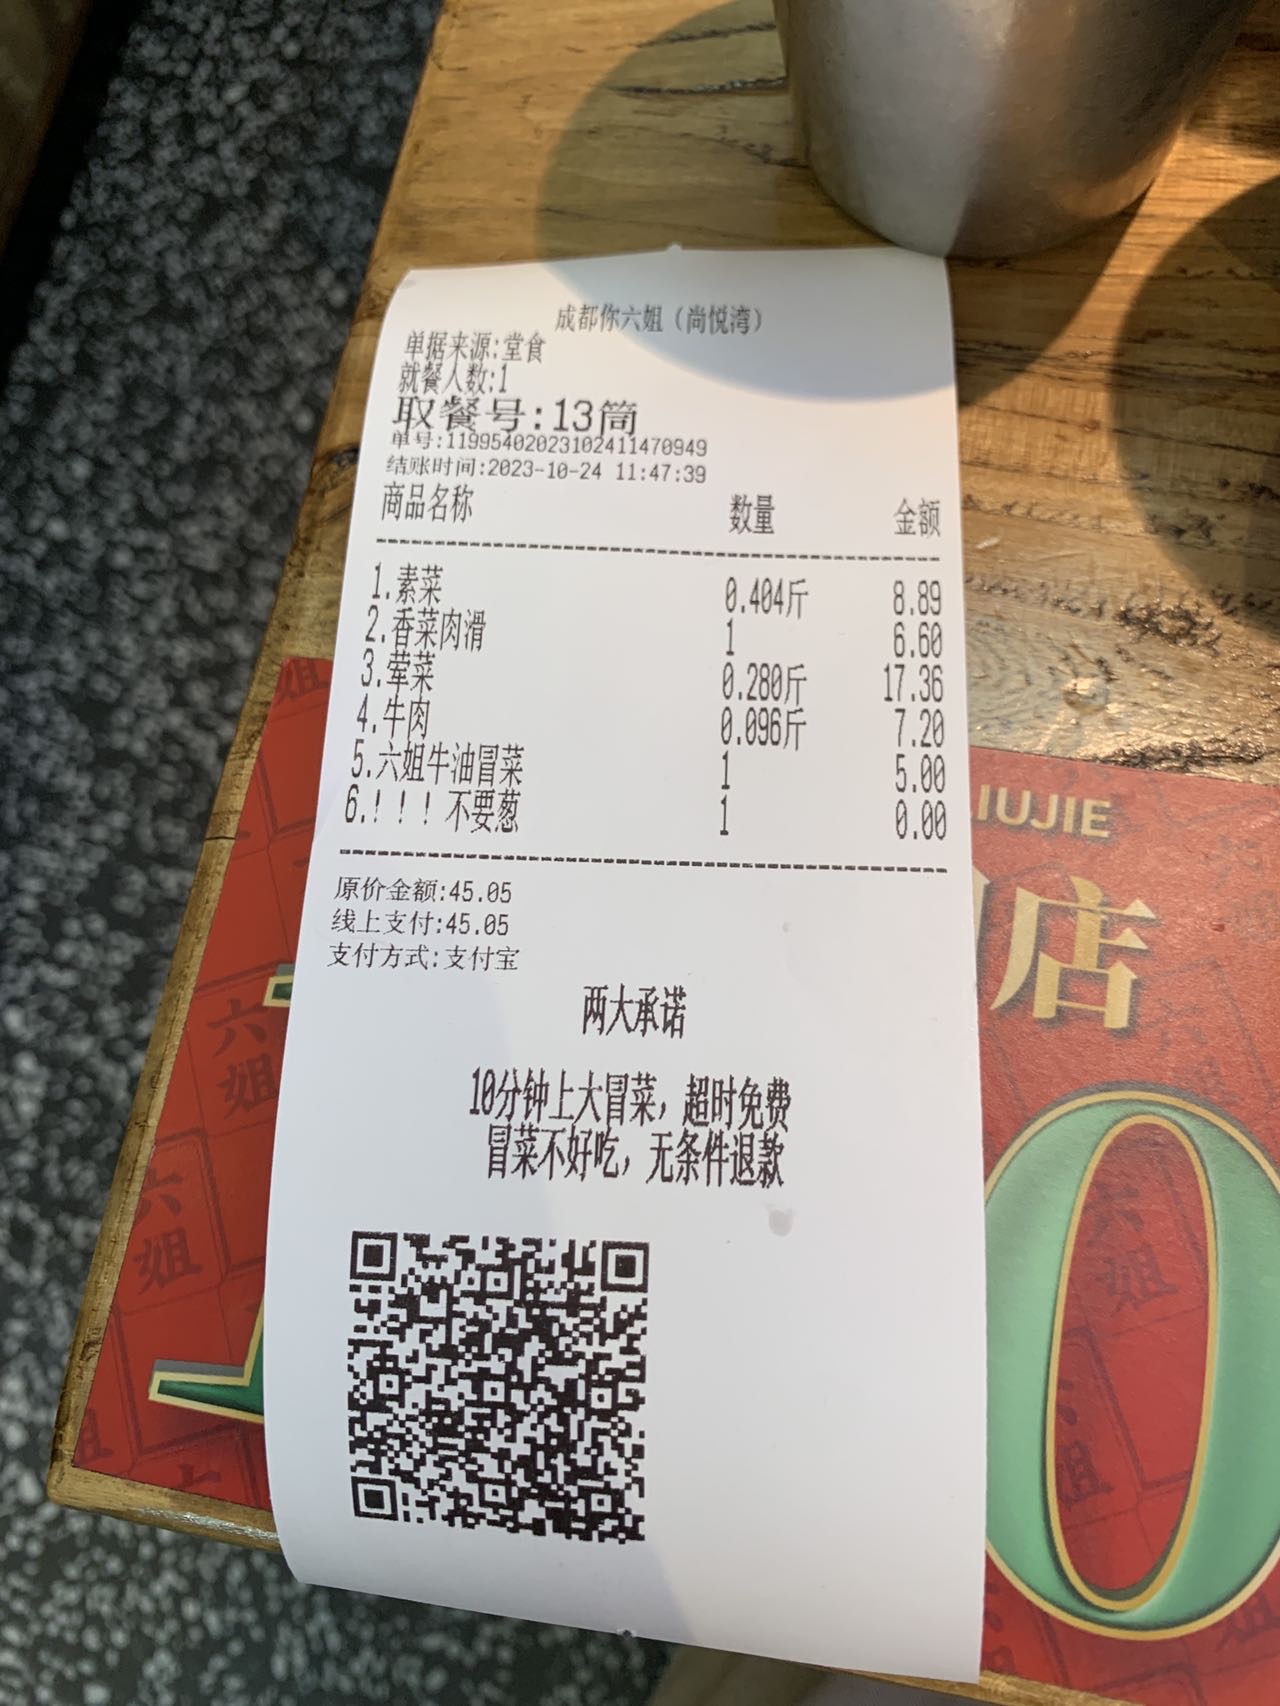 成都你六姐（尚悦湾）
单据来源:堂食
就餐人数:1
取餐号:13筒
单号:11995402023102411470949
结账时间:2023-10-24 11:47:39
商品名称 数量 金额
1.素菜 0.404斤 8.89
2.香菜肉滑 1 6.60
3.荤菜 0.280斤 17.36
4.牛肉 0.096斤 7.20
5.六姐牛油冒菜 1 5.00
6.！！！不要葱 1 0.00
原价金额:45.05
线上支付:45.05
支付方式:支付宝
两大承诺
10分钟上大冒菜，超时免费
冒菜不好吃，无条件退款
IUJIE
店
0
六姐
六姐
六姐